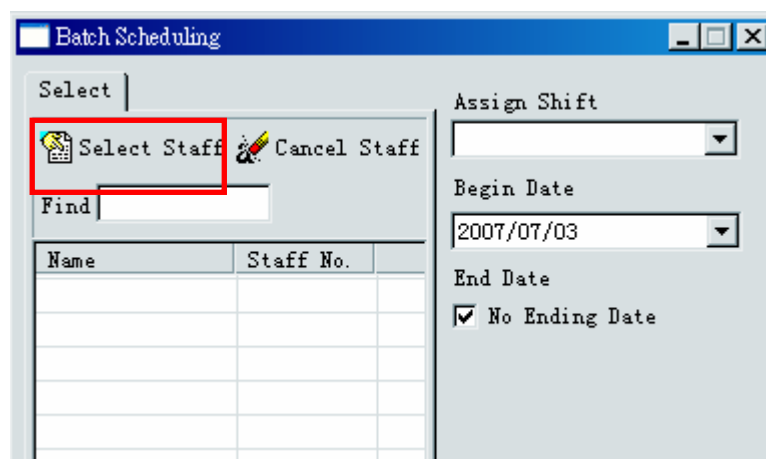 Batch Scheduling
Select
Select Staff Cancel Staff
Find
Name Staff No.
Assign Shift
Begin Date
2007/07/03
End Date
No Ending Date